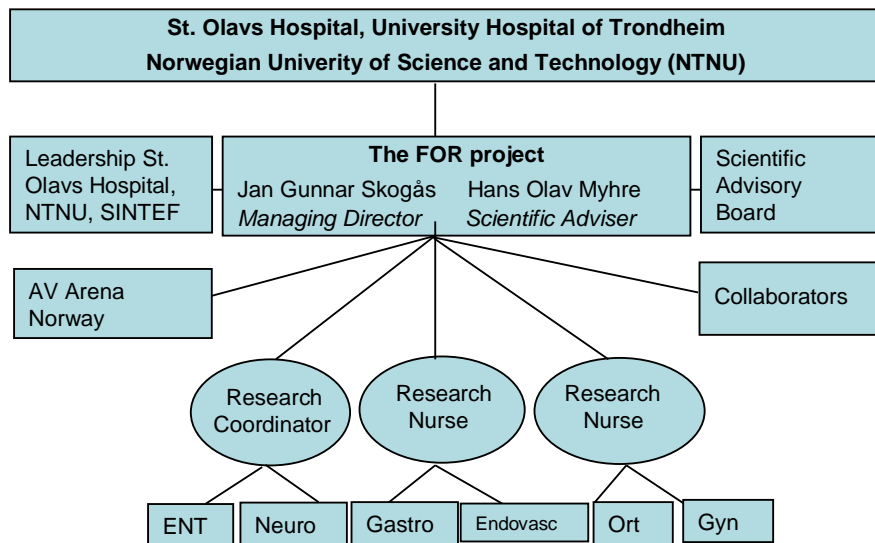 St. Olavs Hospital, University Hospital of Trondheim
Norwegian Univerity of Science and Technology (NTNU)
Leadership St.
Olavs Hospital,
NTNU, SINTEF
The FOR project
Jan Gunnar Skogås Hans Olav Myhre
Managing Director Scientific Adviser
Scientific
Advisory
Board
AV Arena
Norway
Collaborators
Research
Coordinator
Research
Nurse
Research
Nurse
ENT
Neuro
Gastro
Endovasc
Ort
Gyn